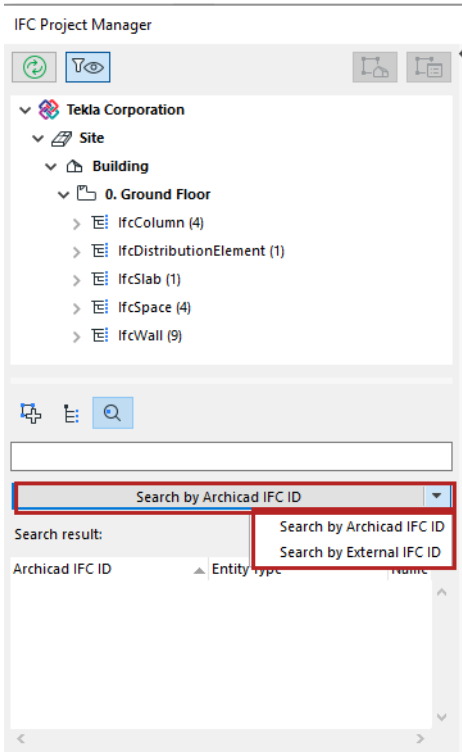 IFC Project Manager
Tekla Corporation
Site
Building
0. Ground Floor
IfcColumn (4)
IfcDistributionElement (1)
IfcSlab (1)
IfcSpace (4)
IfcWall (9)
Search by Archicad IFC ID
Search by Archicad IFC ID
Search result:
Search by External IFC ID
Archicad IFC ID Entity Type Name